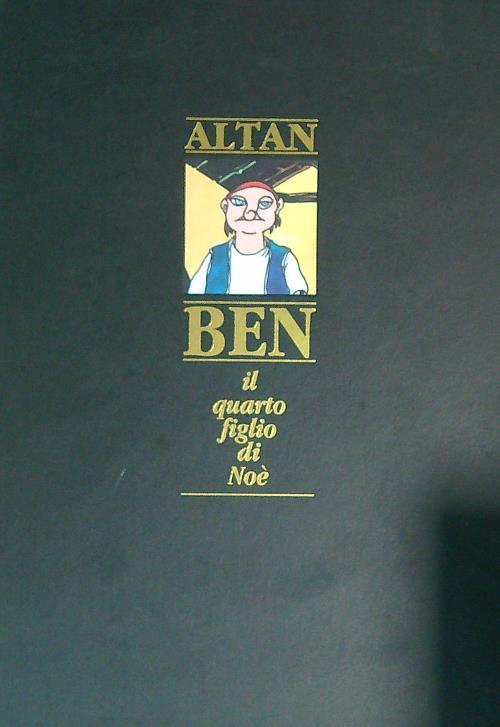 ALTAN
BEN
il
quarto
figlio
di
Noè